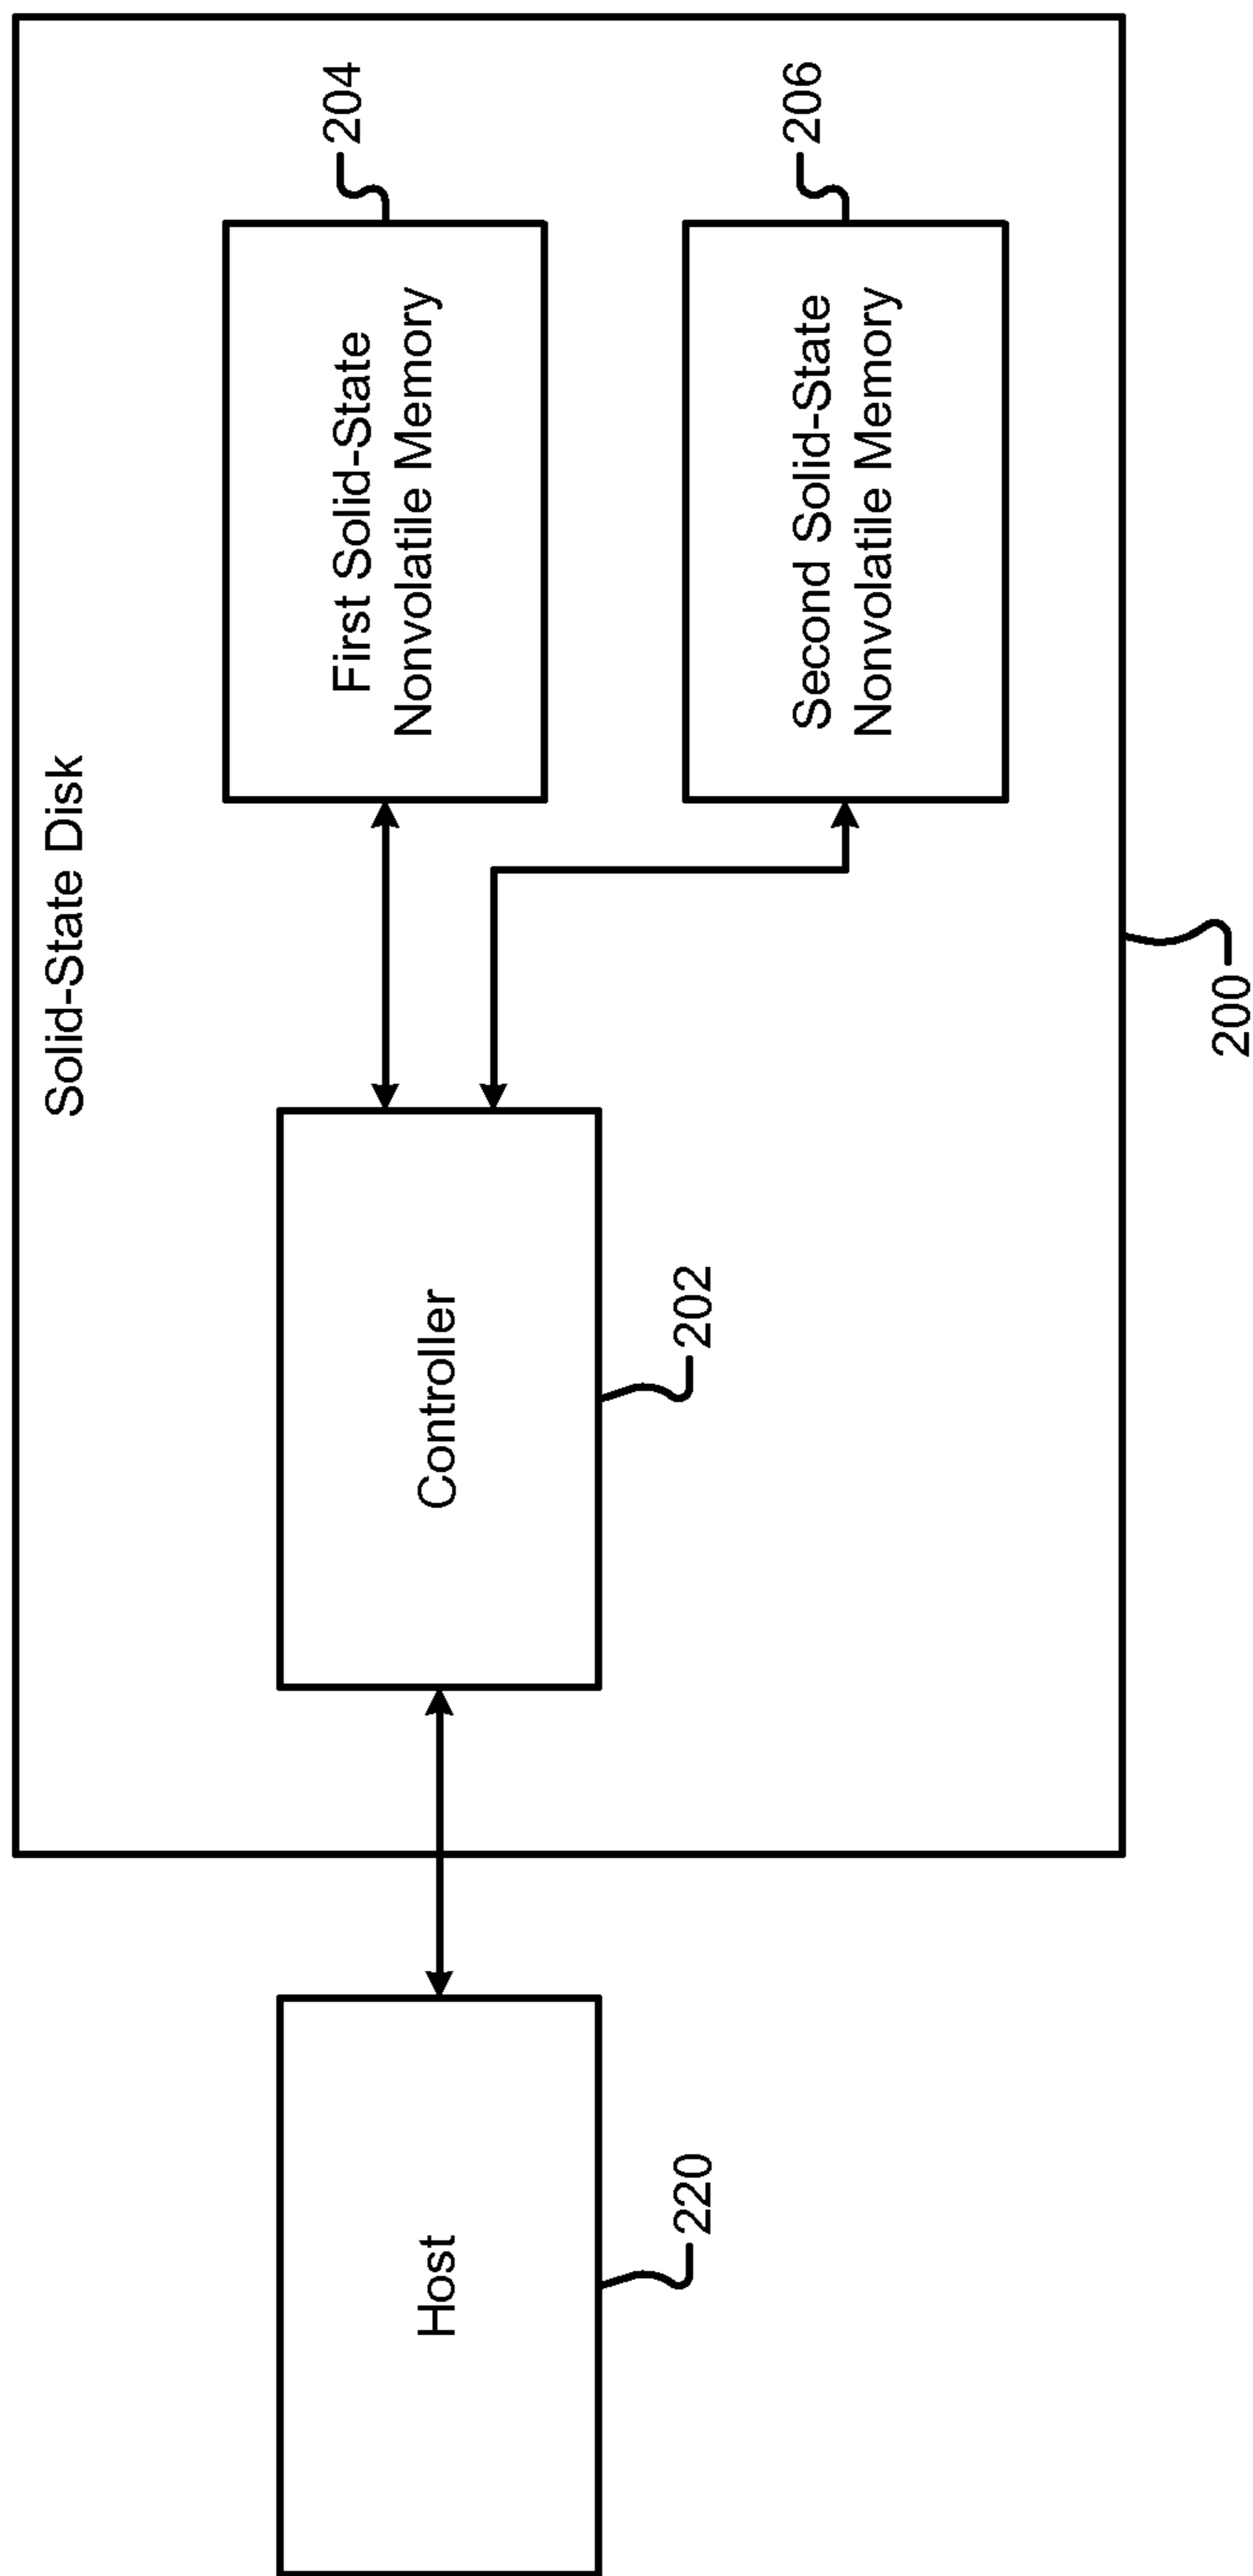 Solid-State Disk
204
First Solid-State
Nonvolatile Memory
Controller
202
Host
220
206
Second Solid-State
Nonvolatile Memory
200